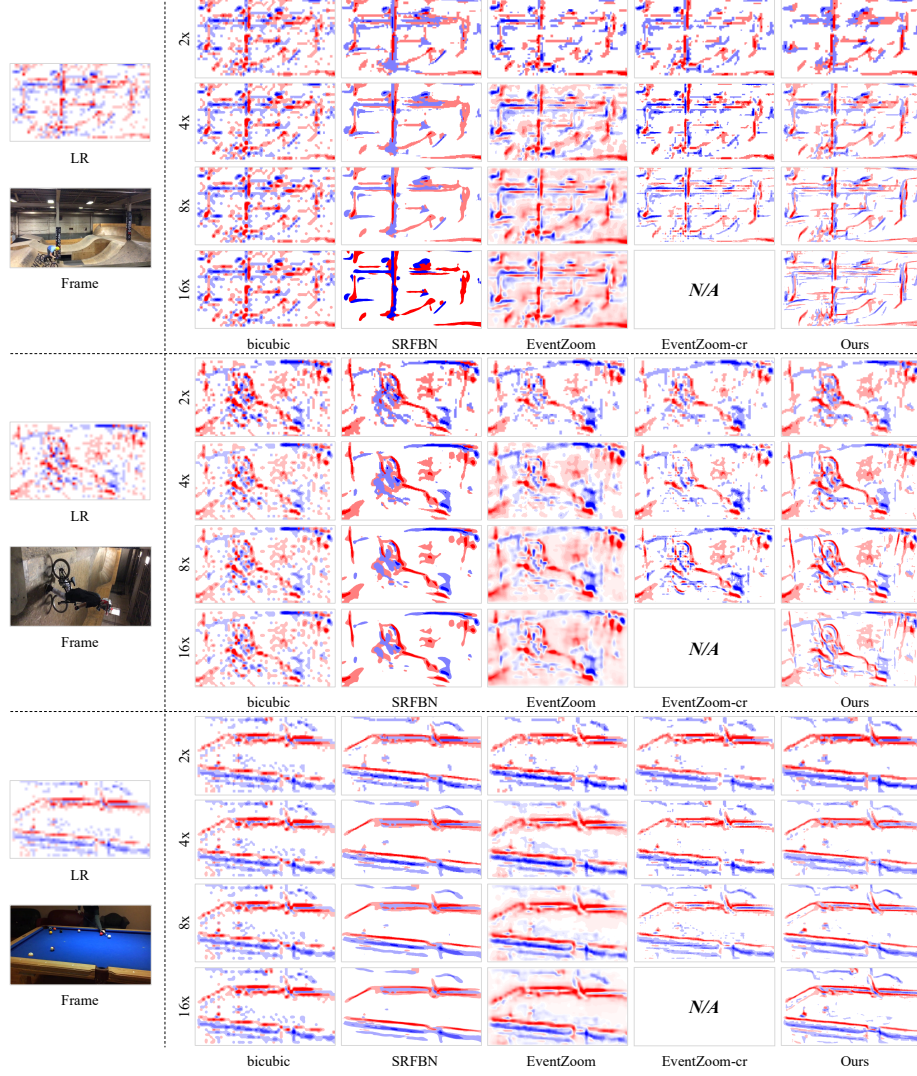 2x
4x
LR
8x
Frame
16x
N/A
bicubic SRFBN EventZoom EventZoom-cr Ours
2x
4x
LR
8x
Frame
16x
N/A
bicubic SRFBN EventZoom EventZoom-cr Ours
2x
4x
LR
8x
Frame
16x
N/A
bicubic SRFBN EventZoom EventZoom-cr Ours